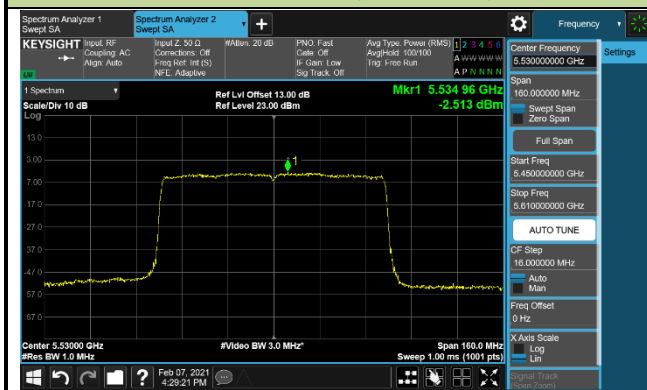 Spectrum Analyzer 1
Swept SA
Spectrum Analyzer 2
Swept SA
+
Frequency
KEYSIGHT
Input: RF
Coupling: AC
Align: Auto
Input Z: 50 Ω
Corrections: Off
Freq Ref: Int (S)
NFE: Adaptive
#Atten: 20 dB
PNO: Fast
Gate: Off
IF Gain: Low
Sig Track: Off
Avg Type: Power (RMS)
Avg|Hold: 100/100
Trig: Free Run
1 2 3 4 5 6
A W W W W W
A P N N N N
LW
1 Spectrum
Scale/Div 10 dB
Log
Ref Lvl Offset 13.00 dB
Ref Level 23.00 dBm
Mkr1 5.534 96 GHz
-2.513 dBm
13.0
3.00
-7.00
-17.0
-27.0
-37.0
-47.0
-57.0
-67.0
1
Center 5.53000 GHz
#Res BW 1.0 MHz
#Video BW 3.0 MHz*
Span 160.0 MHz
Sweep 1.00 ms (1001 pts)
Center Frequency
5.530000000 GHz
Settings
Span
160.000000 MHz
Swept Span
Zero Span
Full Span
Start Freq
5.450000000 GHz
Stop Freq
5.610000000 GHz
AUTO TUNE
CF Step
16.000000 MHz
Auto
Man
Freq Offset
0 Hz
X Axis Scale
Log
Lin
Signal Track
(Span Zoom)
?
Feb 07, 2021
4:29:21 PM